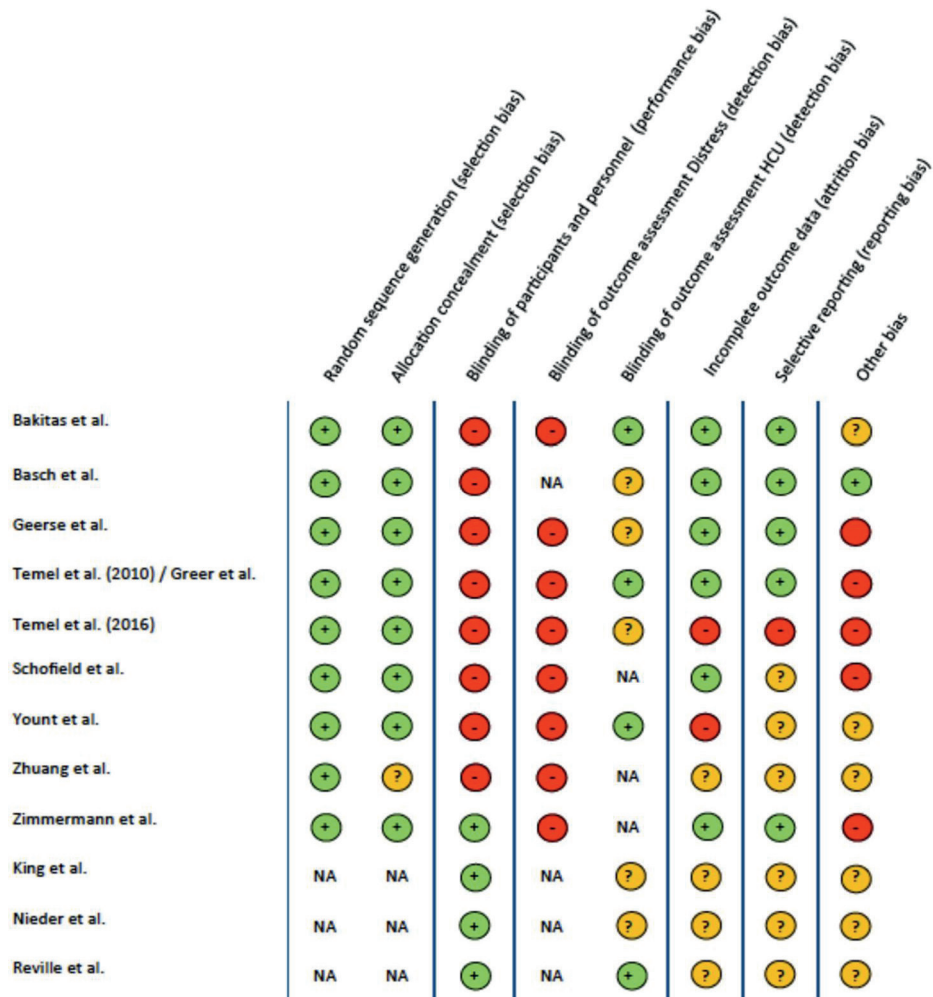 Random sequence generation (selection bias)
Allocation concealment (selection bias)
Blinding of participants and personnel (performance bias)
Blinding of outcome assessment Distress (detection bias)
Blinding of outcome assessment HCU (detection bias)
Incomplete outcome data (attrition bias)
Selective reporting (reporting bias)
Other bias
Bakitas et al. + + - - + + + ?
Basch et al. + + - NA ? + + +
Geerse et al. + + - - ? + +
Temel et al. (2010) / Greer et al. + + - - + + + -
Temel et al. (2016) + + - - ? - - -
Schofield et al. + + - - NA + ? -
Yount et al. + + - - + - ? ?
Zhuang et al. + ? - - NA ? ? ?
Zimmermann et al. + + + - NA + + -
King et al. NA NA + NA ? ? ? ?
Nieder et al. NA NA + NA ? ? ? ?
Reville et al. NA NA + NA + ? ? ?